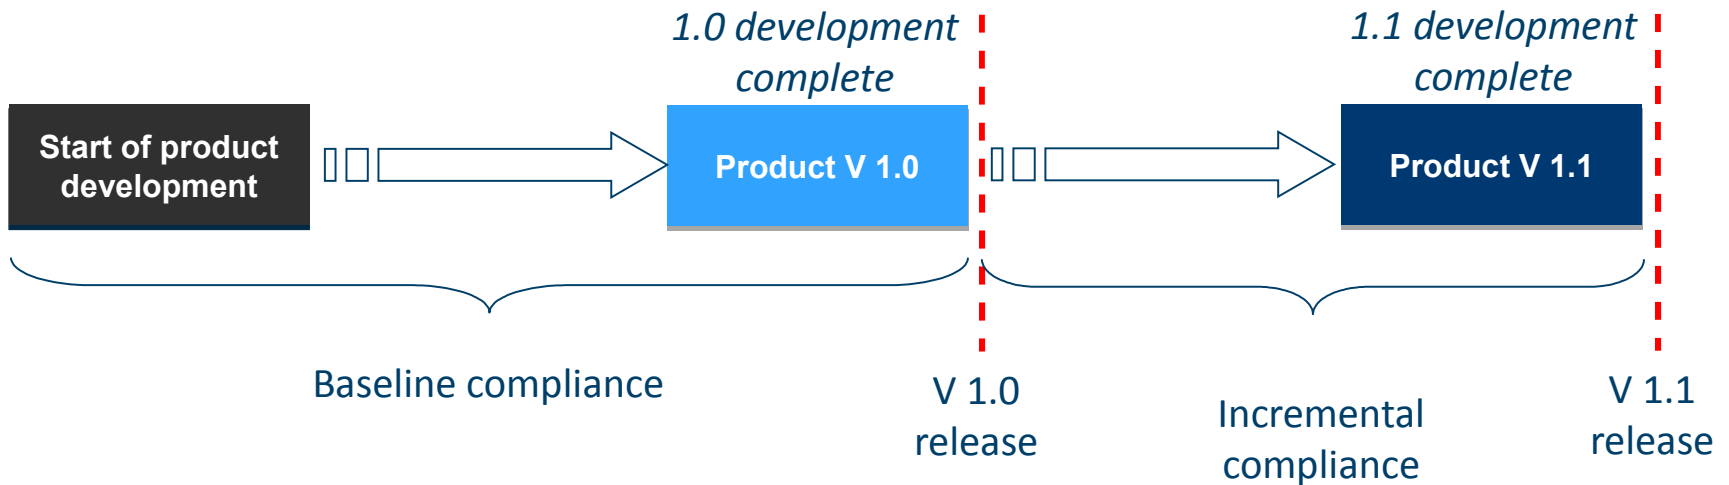 1.0 development
complete
1.1 development
complete
Start of product
development
Product V 1.0
Product V 1.1
Baseline compliance
V 1.0
release
Incremental
compliance
V 1.1
release